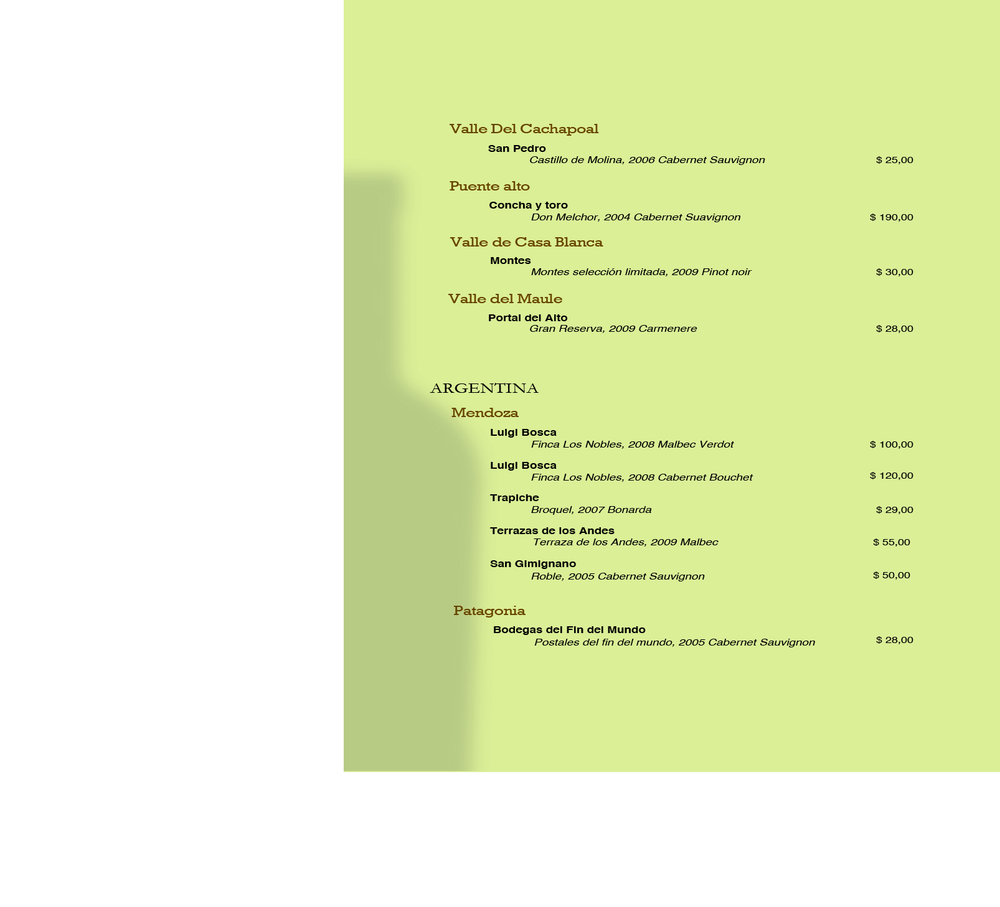 Valle Del Cachapoal
San Pedro
Castillo de Molina, 2006 Cabernet Sauvignon $ 25,00
Puente alto
Concha y toro
Don Melchor, 2004 Cabernet Suavignon $ 190,00
Valle de Casa Blanca
Montes
Montes selección limitada, 2009 Pinot noir $ 30,00
Valle del Maule
Portal del Alto
Gran Reserva, 2009 Carmenere $ 28,00
ARGENTINA
Mendoza
Luigi Bosca
Finca Los Nobles, 2008 Malbec Verdot $ 100,00
Luigi Bosca
Finca Los Nobles, 2008 Cabernet Bouchet $ 120,00
Trapiche
Broquel, 2007 Bonarda $ 29,00
Terrazas de los Andes
Terraza de los Andes, 2009 Malbec $ 55,00
San Gimignano
Roble, 2005 Cabernet Sauvignon $ 50,00
Patagonia
Bodegas del Fin del Mundo
Postales del fin del mundo, 2005 Cabernet Sauvignon $ 28,00